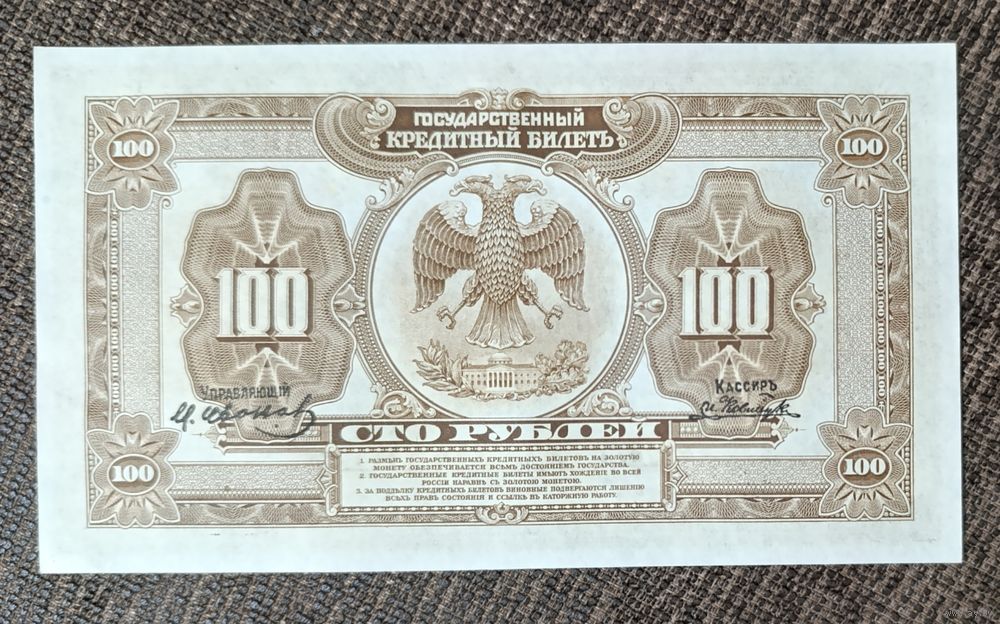 ГОСУДАРСТВЕННЫЙ
КРЕДИТНЫЙ БИЛЕТЪ
100
100
100
100
УПРАВЛЯЮЩІЙ
КАССИРЪ
СТО РУБЛЕЙ
1. РАЗМѢНЪ ГОСУДАРСТВЕННЫХЪ КРЕДИТНЫХЪ БИЛЕТОВЪ НА ЗОЛОТУЮ
МОНЕТУ ОБЕЗПЕЧИВАЕТСЯ ВСѢМЪ ДОСТОЯНІЕМЪ ГОСУДАРСТВА.
2. ГОСУДАРСТВЕННЫЕ КРЕДИТНЫЕ БИЛЕТЫ ИМѢЮТЪ ХОЖДЕНІЕ ВО ВСЕЙ
РОССІИ НАРАВНѢ СЪ ЗОЛОТОЮ МОНЕТОЮ.
3. ЗА ПОДДѢЛКУ КРЕДИТНЫХЪ БИЛЕТОВЪ ВИНОВНЫЕ ПОДВЕРГАЮТСЯ ЛИШЕНІЮ
ВСѢХЪ ПРАВЪ СОСТОЯНІЯ И ССЫЛКѢ ВЪ КАТОРЖНУЮ РАБОТУ.
100
100